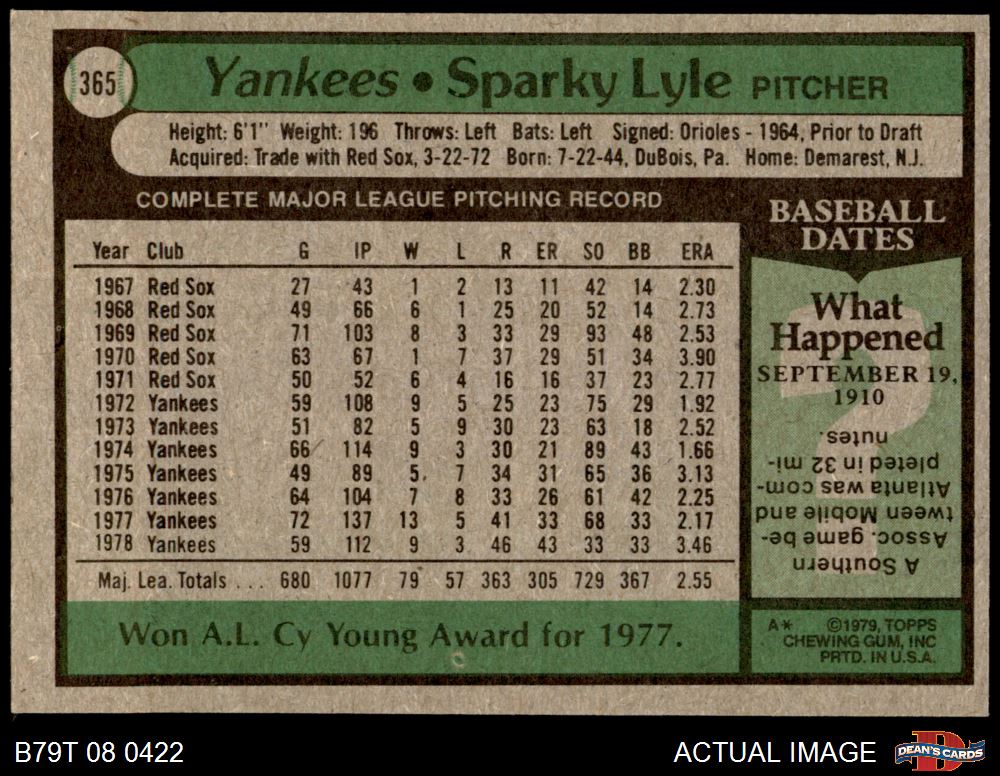 365
Yankees • Sparky Lyle PITCHER
Height: 6'1" Weight: 196 Throws: Left Bats: Left Signed: Orioles - 1964, Prior to Draft
Acquired: Trade with Red Sox, 3-22-72 Born: 7-22-44, DuBois, Pa. Home: Demarest, N.J.
COMPLETE MAJOR LEAGUE PITCHING RECORD
Year Club G IP W L R ER SO BB ERA
1967 Red Sox 27 43 1 2 13 11 42 14 2.30
1968 Red Sox 49 66 6 1 25 20 52 14 2.73
1969 Red Sox 71 103 8 3 33 29 93 48 2.53
1970 Red Sox 63 67 1 7 37 29 51 34 3.90
1971 Red Sox 50 52 6 4 16 16 37 23 2.77
1972 Yankees 59 108 9 5 25 23 75 29 1.92
1973 Yankees 51 82 5 9 30 23 63 18 2.52
1974 Yankees 66 114 9 3 30 21 89 43 1.66
1975 Yankees 49 89 5 7 34 31 65 36 3.13
1976 Yankees 64 104 7 8 33 26 61 42 2.25
1977 Yankees 72 137 13 5 41 33 68 33 2.17
1978 Yankees 59 112 9 3 46 43 33 33 3.46
Maj. Lea. Totals . . . 680 1077 79 57 363 305 729 367 2.55
Won A.L. Cy Young Award for 1977.
BASEBALL
DATES
What
Happened
SEPTEMBER 19,
1910
A Southern
Assoc. game be-
tween Mobile and
Atlanta was com-
pleted in 32 mi-
nutes.
A* ©1979, TOPPS
CHEWING GUM, INC
PRTD. IN U.S.A.
B79T 08 0422
ACTUAL IMAGE
DEAN'S CARDS